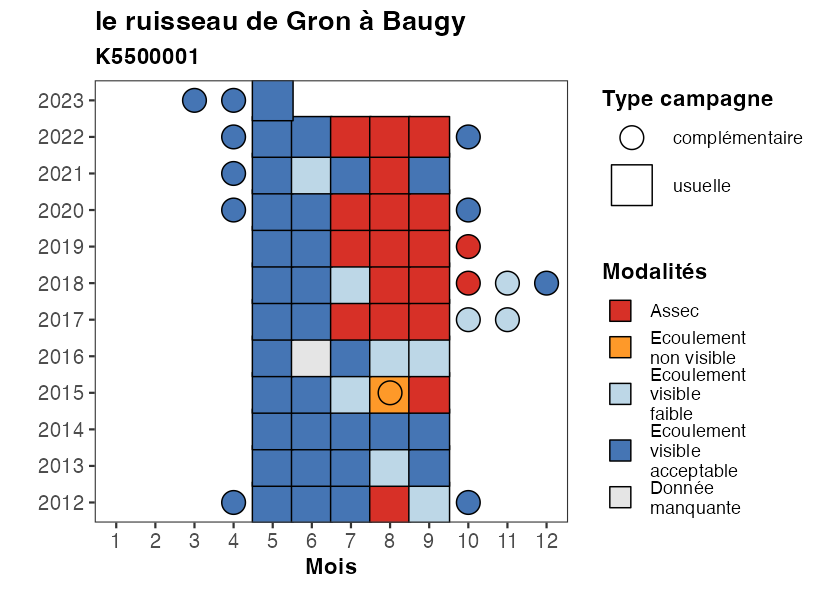 le ruisseau de Gron à Baugy
K5500001
2023
2022
2021
2020
2019
2018
2017
2016
2015
2014
2013
2012
1 2 3 4 5 6 7 8 9 10 11 12
Mois
Type campagne
complémentaire
usuelle
Modalités
Assec
Ecoulement
non visible
Ecoulement
visible
faible
Ecoulement
visible
acceptable
Donnée
manquante